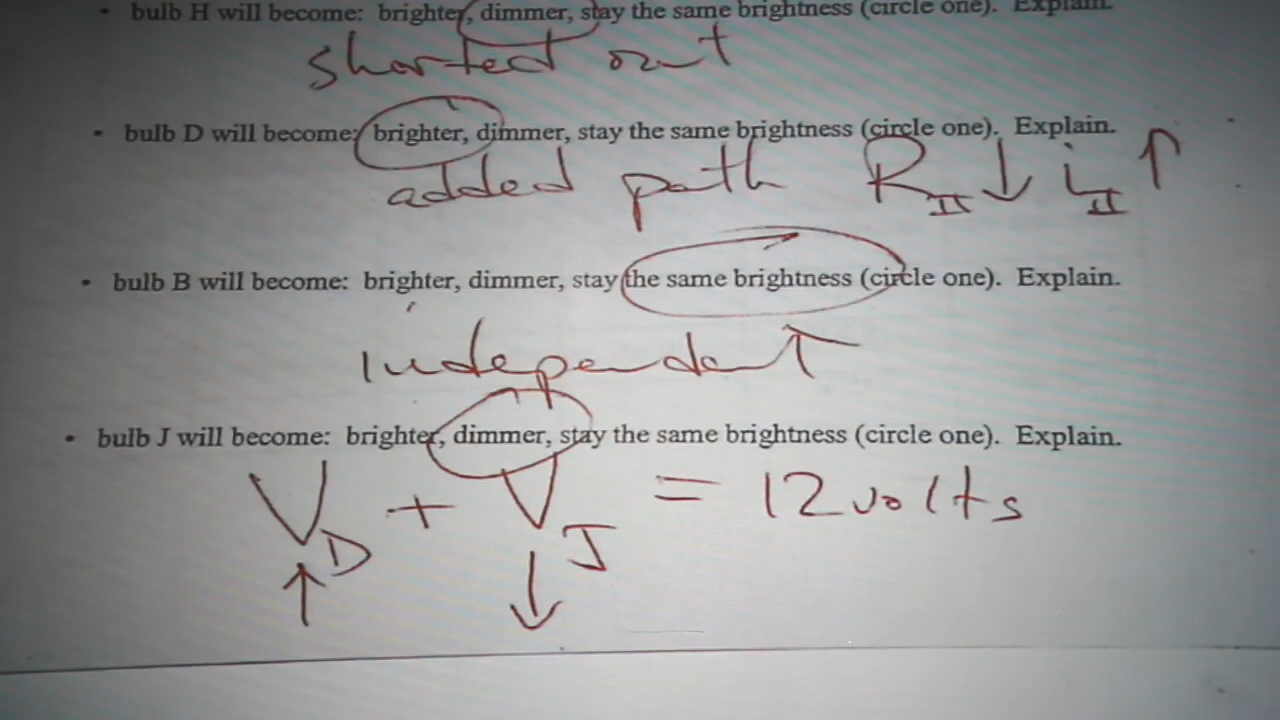 • bulb H will become: brighter, dimmer, stay the same brightness (circle one). Explain.
shorted out
• bulb D will become: brighter, dimmer, stay the same brightness (circle one). Explain.
added path R_II ↓ i_II ↑
• bulb B will become: brighter, dimmer, stay the same brightness (circle one). Explain.
independent
• bulb J will become: brighter, dimmer, stay the same brightness (circle one). Explain.
V_D + V_J = 12 volts
↑ ↓